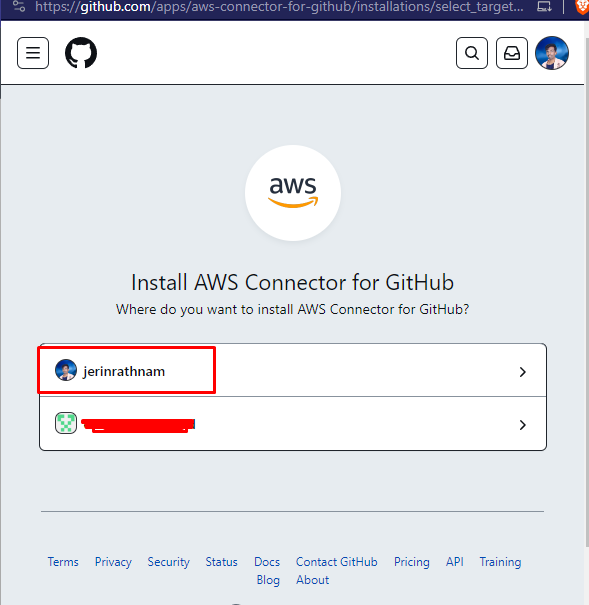 https://github.com/apps/aws-connector-for-github/installations/select_target...
aws
Install AWS Connector for GitHub
Where do you want to install AWS Connector for GitHub?
jerinrathnam
Terms Privacy Security Status Docs Contact GitHub Pricing API Training
Blog About